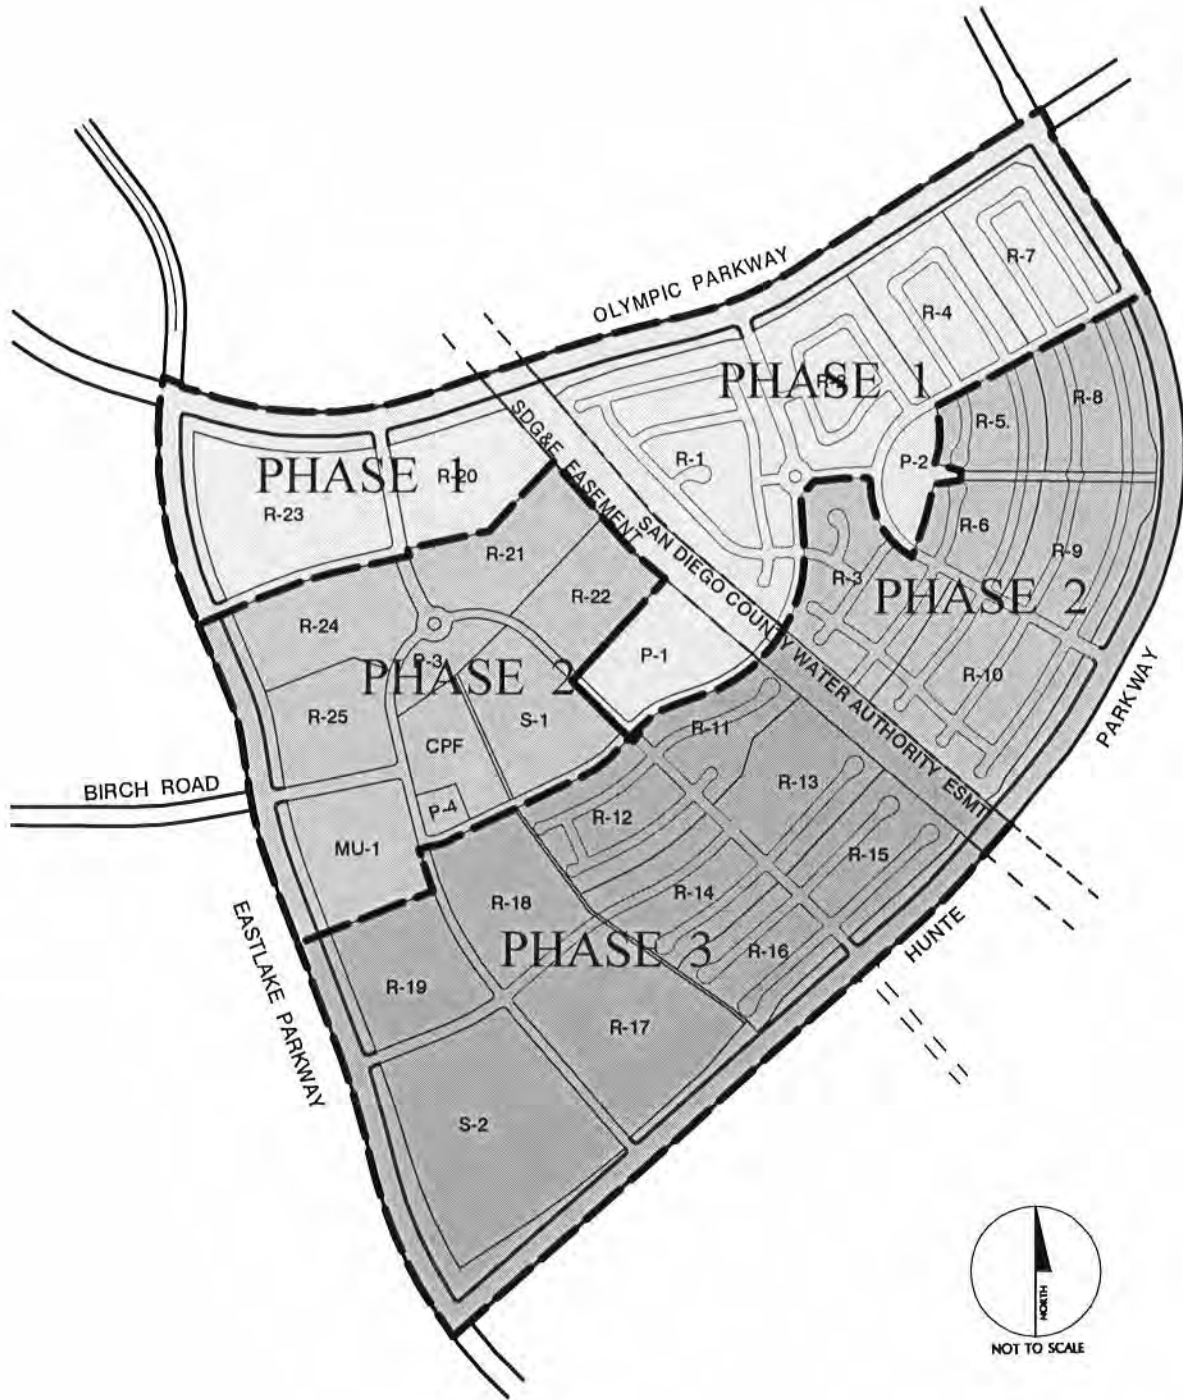 OLYMPIC PARKWAY
R-7
R-4
PHASE 1
R-5.
R-8
SDG&E EASEMENT
R-1
P-2
PHASE 1
R-20
R-23
SAN DIEGO COUNTY WATER AUTHORITY ESMT
R-6
R-9
R-21
R-3
PHASE 2
R-22
R-24
P-1
P-3
PHASE 2
R-10
PARKWAY
R-25
S-1
R-11
CPF
BIRCH ROAD
R-13
P-4
R-12
MU-1
R-15
R-14
R-18
HUNTE
EASTLAKE PARKWAY
PHASE 3
R-16
R-19
R-17
S-2
NORTH
NOT TO SCALE